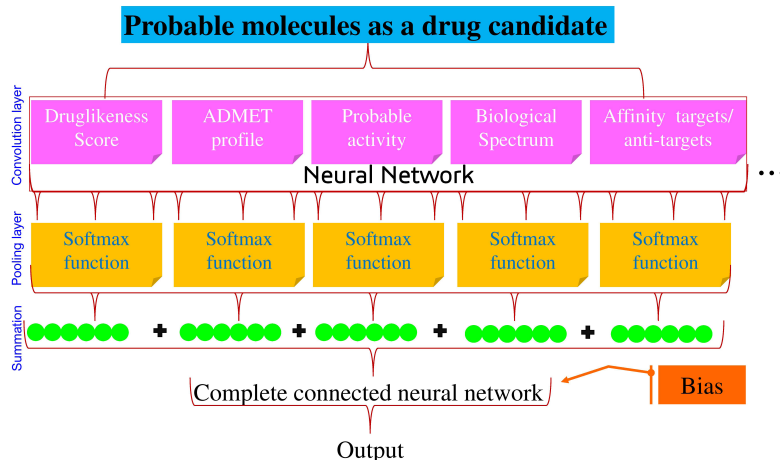 Probable molecules as a drug candidate
Convolution layer
Druglikeness
Score
ADMET
profile
Probable
activity
Biological
Spectrum
Affinity targets/
anti-targets
Neural Network
...
Pooling layer
Softmax
function
Softmax
function
Softmax
function
Softmax
function
Softmax
function
Summation
+ + + +
Complete connected neural network
Bias
Output